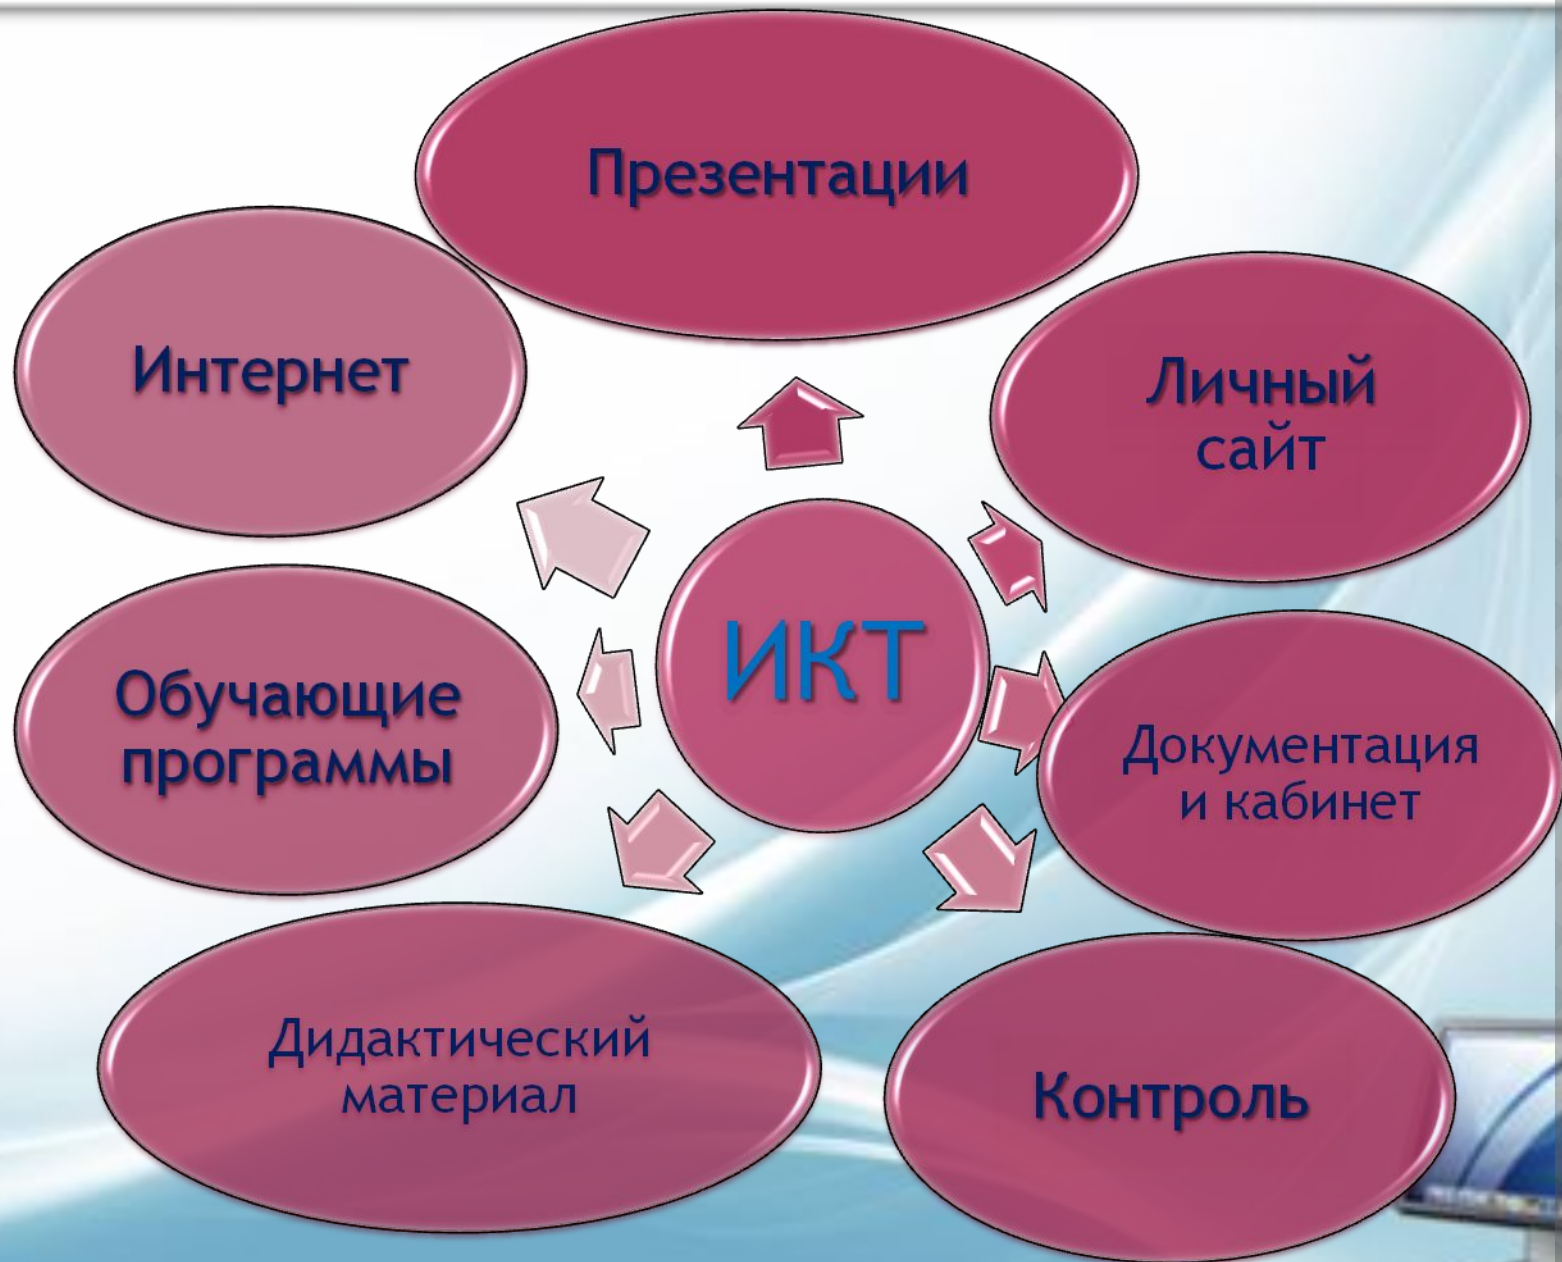 Презентации
Интернет
Личный
сайт
ИКТ
Обучающие
программы
Документация
и кабинет
Дидактический
материал
Контроль